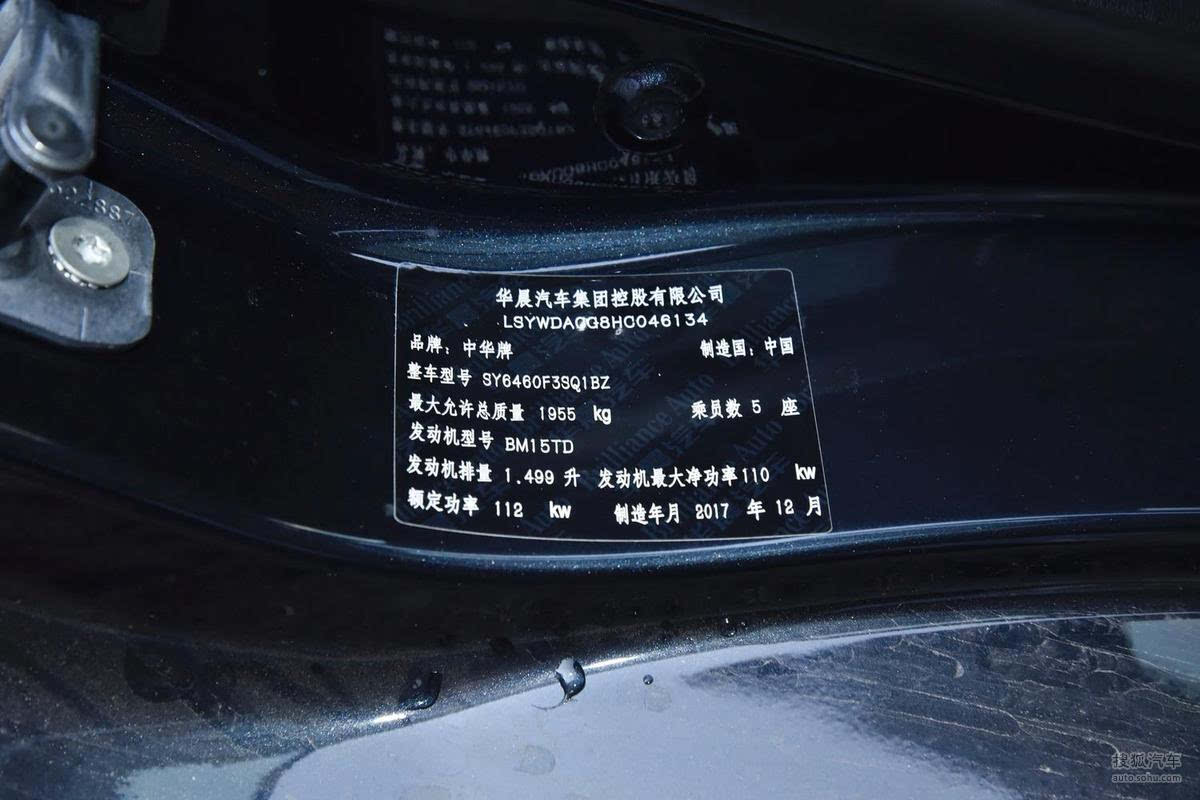 华晨汽车集团控股有限公司
LSYWDACG8HC046134
品牌：中华牌 制造国：中国
整车型号 SY6460F3SQ1BZ
最大允许总质量 1955 kg 乘员数 5 座
发动机型号 BM15TD
发动机排量 1.499 升 发动机最大净功率110 kw
额定功率 112 kw 制造年月 2017 年 12 月
搜狐汽车
auto.sohu.com